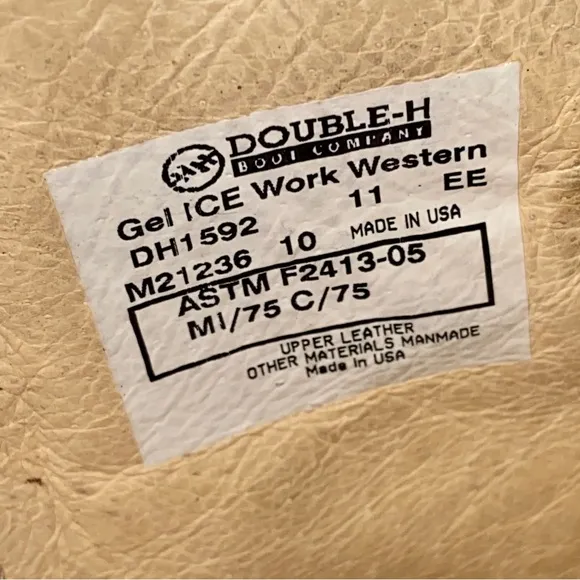 DOUBLE-H
BOOT COMPANY
Gel ICE Work Western
DH1592 11 EE
M21236 10 MADE IN USA
ASTM F2413-05
MI/75 C/75
UPPER LEATHER
OTHER MATERIALS MANMADE
Made in USA